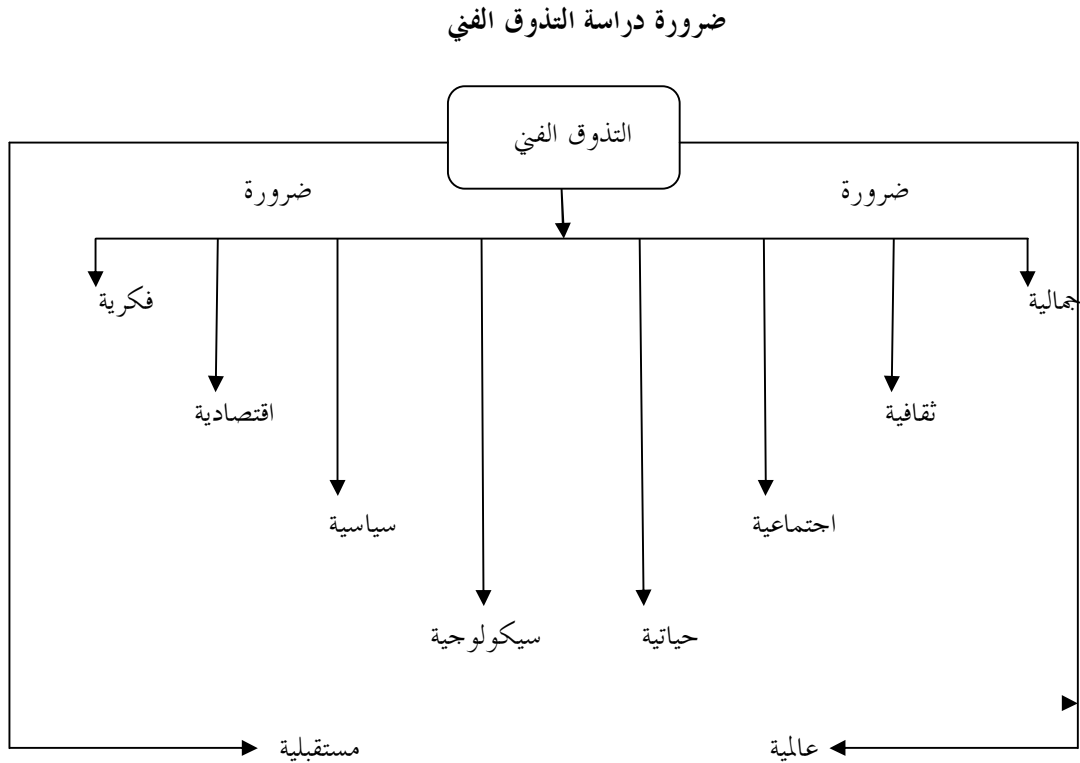 ضرورة دراسة التذوق الفني
التذوق الفني
ضرورة
ضرورة
جمالية
فكرية
ثقافية
اقتصادية
اجتماعية
سياسية
حياتية
سيكولوجية
عالمية
مستقبلية